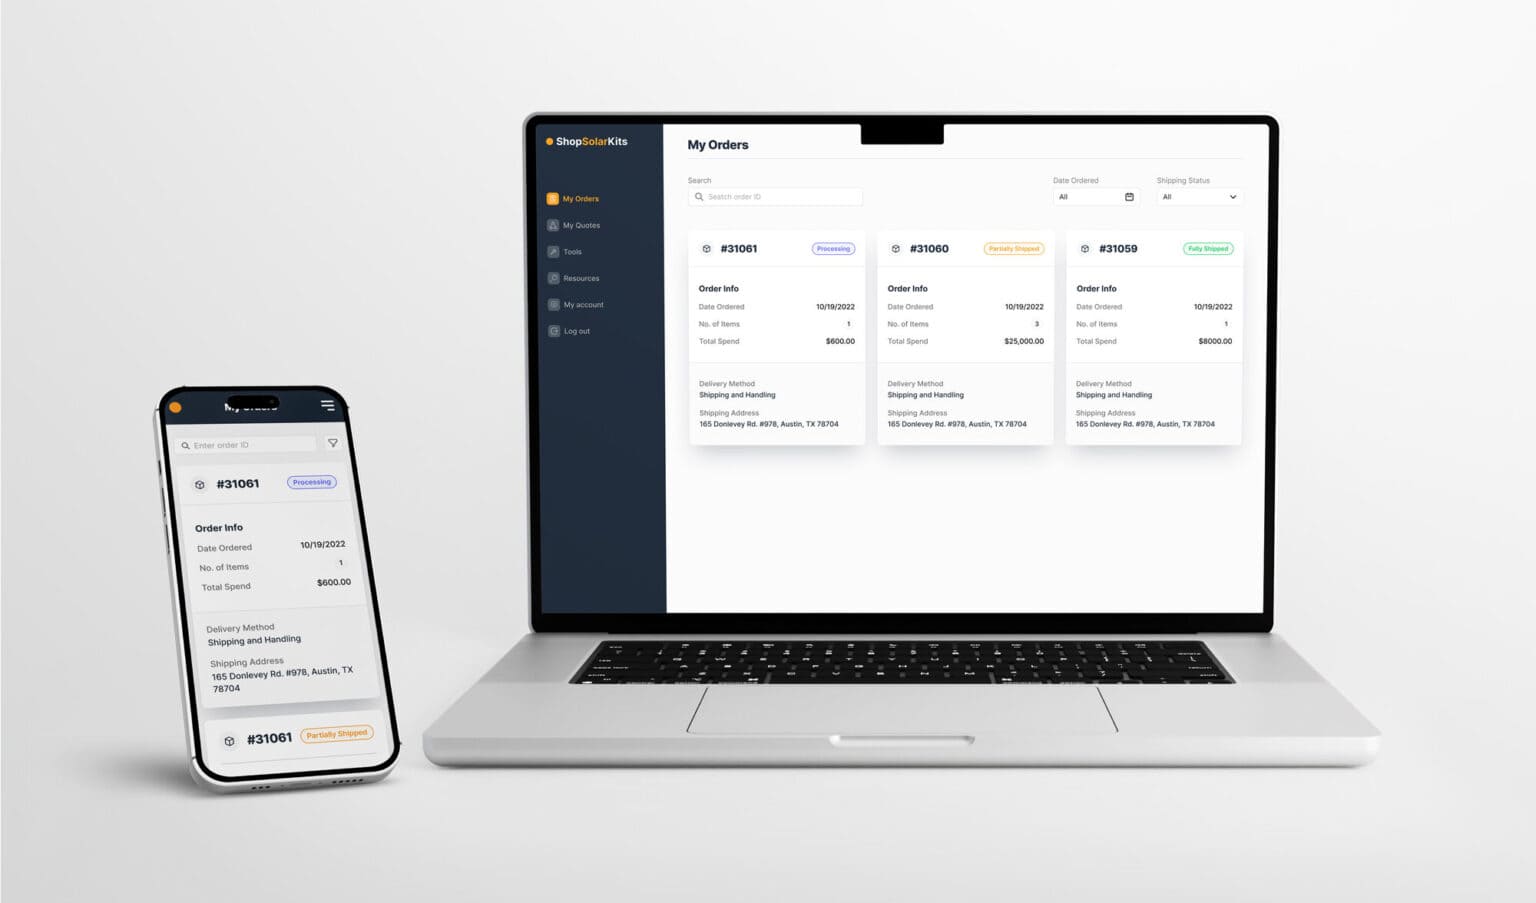 ShopSolarKits
My Orders
My Quotes
Tools
Resources
My account
Log out
My Orders
Search
Seatch order ID
Date Ordered
All
Shipping Status
All
#31061
Processing
Order Info
Date Ordered 10/19/2022
No. of Items 1
Total Spend $600.00
Delivery Method
Shipping and Handling
Shipping Address
165 Donlevey Rd. #978, Austin, TX 78704
#31060
Partially Shipped
Order Info
Date Ordered 10/19/2022
No. of Items 3
Total Spend $25,000.00
Delivery Method
Shipping and Handling
Shipping Address
165 Donlevey Rd. #978, Austin, TX 78704
#31059
Fully Shipped
Order Info
Date Ordered 10/19/2022
No. of Items 1
Total Spend $8000.00
Delivery Method
Shipping and Handling
Shipping Address
165 Donlevey Rd. #978, Austin, TX 78704
My Orders
Enter order ID
#31061
Processing
Order Info
Date Ordered 10/19/2022
No. of Items 1
Total Spend $600.00
Delivery Method
Shipping and Handling
Shipping Address
165 Donlevey Rd. #978, Austin, TX
78704
#31061
Partially Shipped